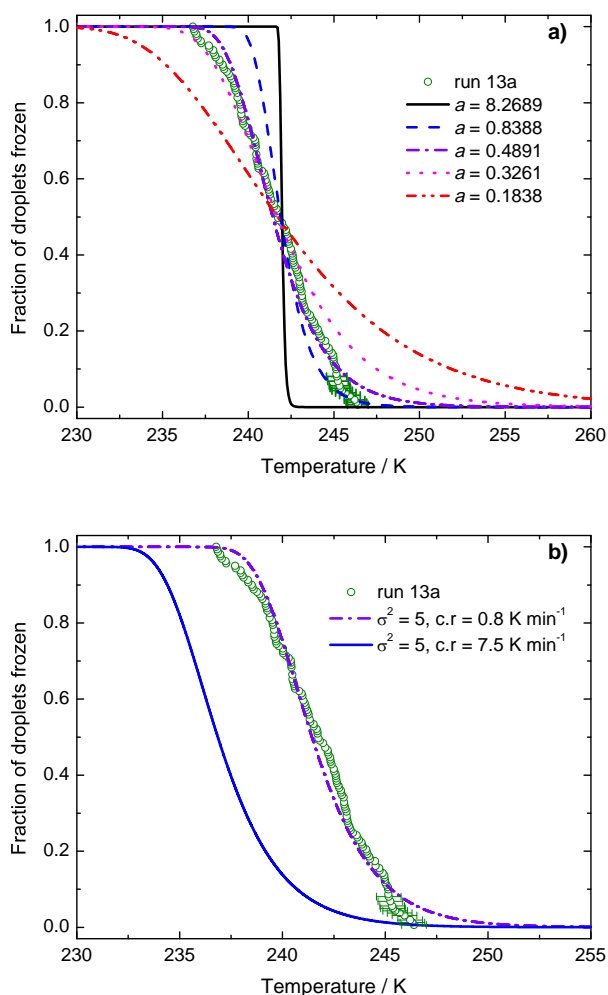 a)
1.0
0.8
0.6
0.4
0.2
0.0
Fraction of droplets frozen
run 13a
a = 8.2689
a = 0.8388
a = 0.4891
a = 0.3261
a = 0.1838
230 235 240 245 250 255 260
Temperature / K
b)
1.0
0.8
0.6
0.4
0.2
0.0
Fraction of droplets frozen
run 13a
σ² = 5, c.r = 0.8 K min⁻¹
σ² = 5, c.r = 7.5 K min⁻¹
230 235 240 245 250 255
Temperature / K